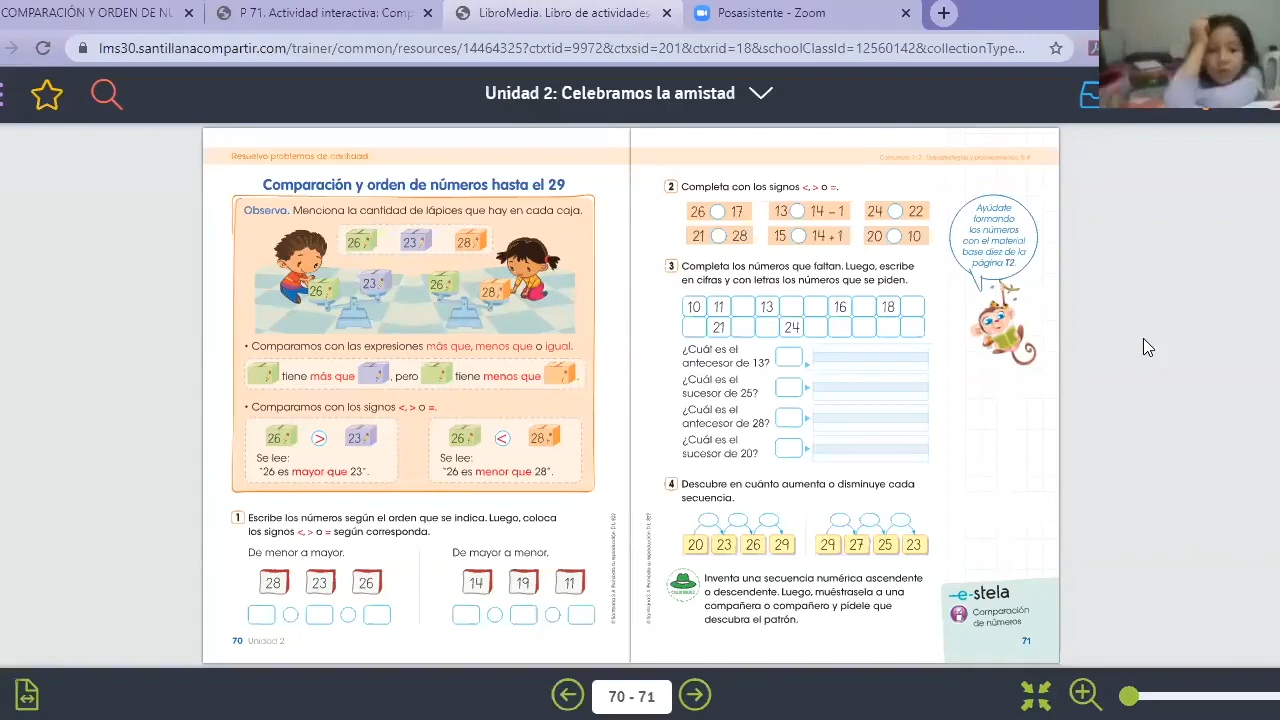 COMPARACIÓN Y ORDEN DE NU
P 71. Actividad interactiva: Comp
LibroMedia. Libro de actividades
Posasistente - Zoom
lms30.santillanacompartir.com/trainer/common/resources/14464325?ctxtid=9972&ctxsid=201&ctxrid=18&schoolClassId=12560142&collectionType...
Unidad 2: Celebramos la amistad
Resuelvo problemas de cantidad
Comparación y orden de números hasta el 29
Observa. Menciona la cantidad de lápices que hay en cada caja.
26 23 28
26 23 26 28
• Comparamos con las expresiones más que, menos que o igual.
tiene más que , pero tiene menos que .
• Comparamos con los signos <, > o =.
26 > 23
Se lee:
"26 es mayor que 23".
26 < 28
Se lee:
"26 es menor que 28".
1 Escribe los números según el orden que se indica. Luego, coloca
los signos <, > o = según corresponda.
De menor a mayor.
28 23 26
De mayor a menor.
14 19 11
70 Unidad 2
2 Completa con los signos <, > o =.
26 17 13 14 – 1 24 22
21 28 15 14 + 1 20 10
Ayúdate
formando
los números
con el material
base diez de la
página T2.
3 Completa los números que faltan. Luego, escribe
en cifras y con letras los números que se piden.
10 11 13 16 18
21 24
¿Cuál es el
antecesor de 13?
¿Cuál es el
sucesor de 25?
¿Cuál es el
antecesor de 28?
¿Cuál es el
sucesor de 20?
4 Descubre en cuánto aumenta o disminuye cada
secuencia.
20 23 26 29
29 27 25 23
Inventa una secuencia numérica ascendente
o descendente. Luego, muéstrasela a una
compañera o compañero y pídele que
descubra el patrón.
e-stela
Comparación
de números
71
70 - 71